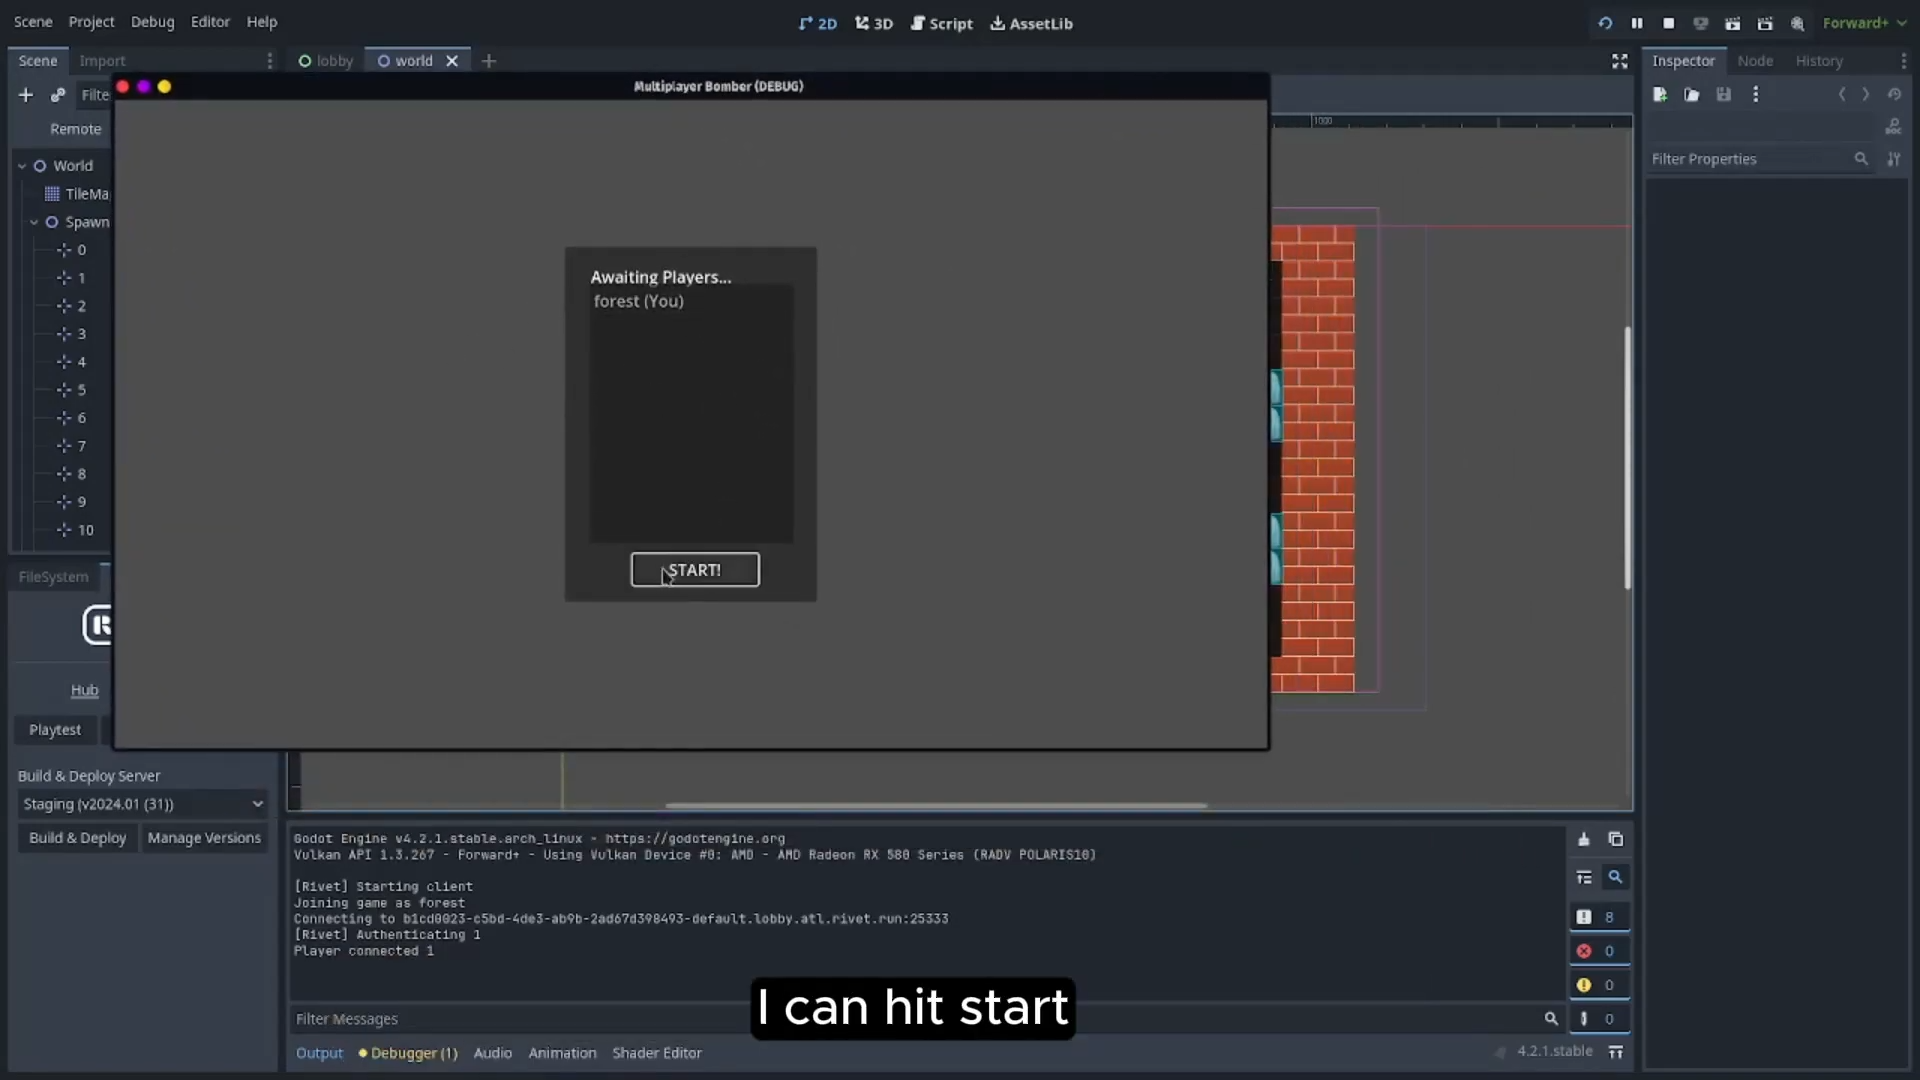 Scene Project Debug Editor Help
2D 3D Script AssetLib
Forward+
Scene Import
lobby world
Inspector Node History
Multiplayer Bomber (DEBUG)
Filte
Remote
1000
Filter Properties
World
TileMa
Spawn
0
1
2
3
4
5
6
7
8
9
10
Awaiting Players...
forest (You)
START!
FileSystem
Hub
Playtest
Build & Deploy Server
Staging (v2024.01 (31))
Build & Deploy Manage Versions
Godot Engine v4.2.1.stable.arch_linux - https://godotengine.org
Vulkan API 1.3.267 - Forward+ - Using Vulkan Device #0: AMD - AMD Radeon RX 580 Series (RADV POLARIS10)
[Rivet] Starting client
Joining game as forest
Connecting to b1cd0023-c5bd-4de3-ab9b-2ad67d398493-default.lobby.atl.rivet.run:25333
[Rivet] Authenticating 1
Player connected 1
8
0
0
0
I can hit start
Filter Messages
Output Debugger (1) Audio Animation Shader Editor
4.2.1.stable